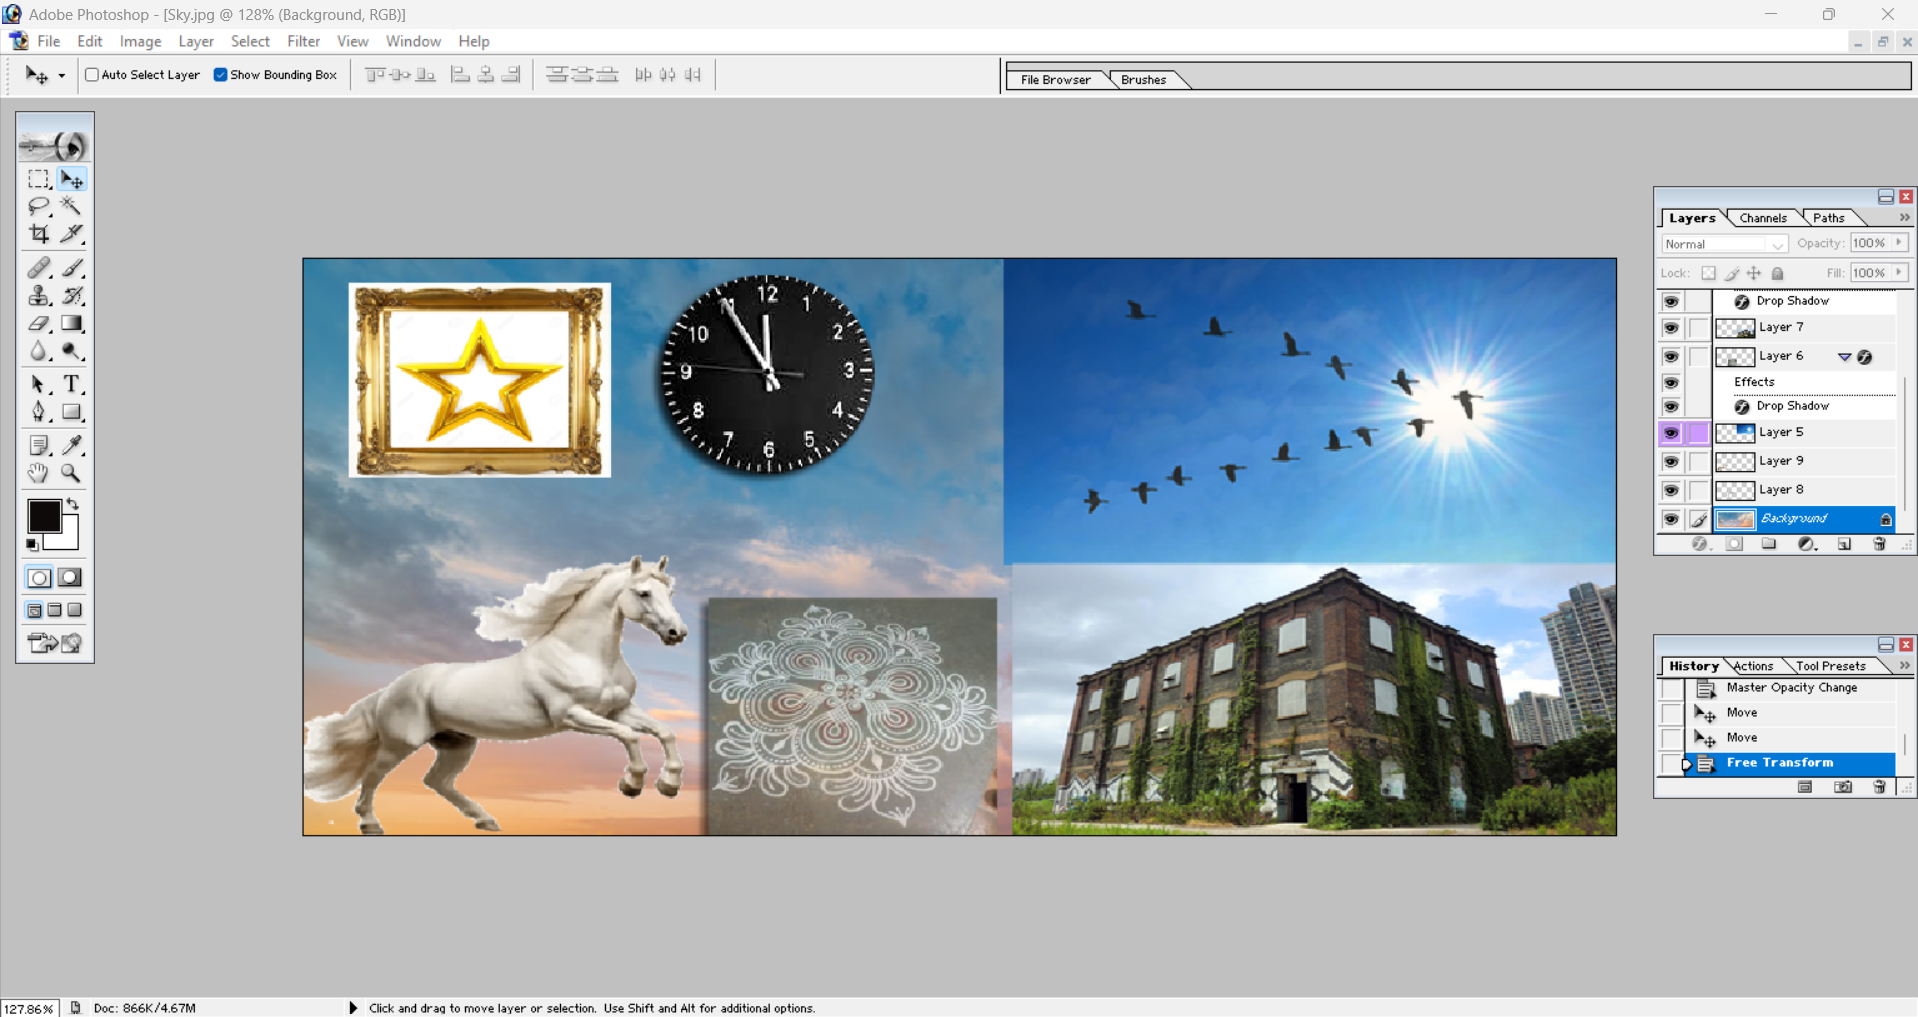 Adobe Photoshop - [Sky.jpg @ 128% (Background, RGB)]
File Edit Image Layer Select Filter View Window Help
Auto Select Layer Show Bounding Box
File Browser Brushes
12
11 1
10 2
9 3
8 4
7 5
6
Layers Channels Paths
Normal Opacity: 100%
Lock: Fill: 100%
Drop Shadow
Layer 7
Layer 6
Effects
Drop Shadow
Layer 5
Layer 9
Layer 8
Background
History Actions Tool Presets
Master Opacity Change
Move
Move
Free Transform
127.86% Doc: 866K/4.67M Click and drag to move layer or selection. Use Shift and Alt for additional options.